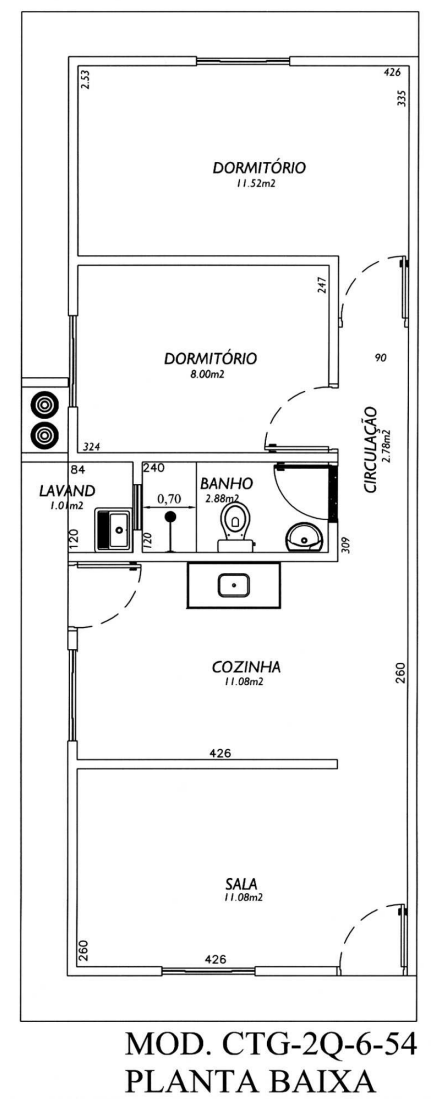 2.53
426
335
DORMITÓRIO
11.52m2
247
DORMITÓRIO
8.00m2
90
CIRCULAÇÃO
2.78m2
324
84
240
LAVAND
1.01m2
0,70
BANHO
2.88m2
120
120
309
COZINHA
11.08m2
260
426
SALA
11.08m2
260
426
MOD. CTG-2Q-6-54
PLANTA BAIXA